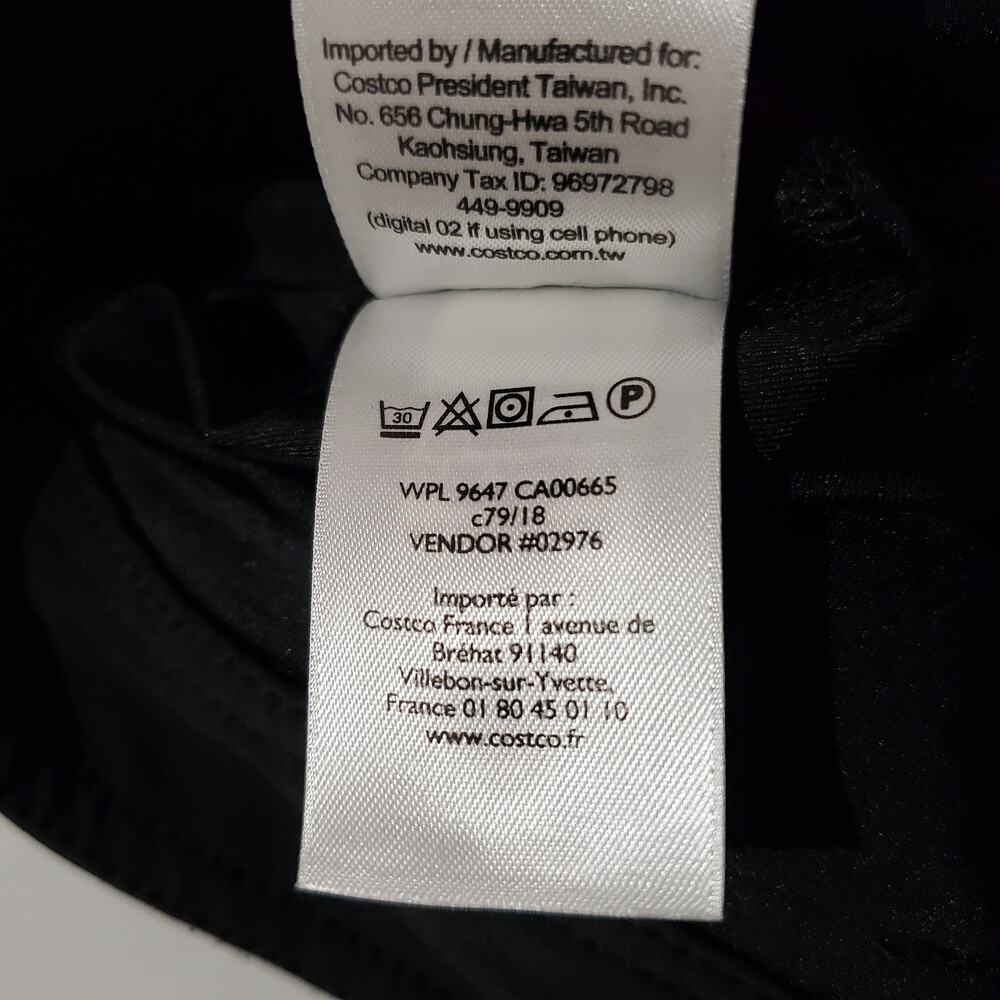 Imported by / Manufactured for:
Costco President Taiwan, Inc.
No. 656 Chung-Hwa 5th Road
Kaohsiung, Taiwan
Company Tax ID: 96972798
449-9909
(digital 02 if using cell phone)
www.costco.com.tw
30
P
WPL 9647 CA00665
c79/18
VENDOR #02976
Importé par :
Costco France 1 avenue de
Bréhat 91140
Villebon-sur-Yvette,
France 01 80 45 01 10
www.costco.fr